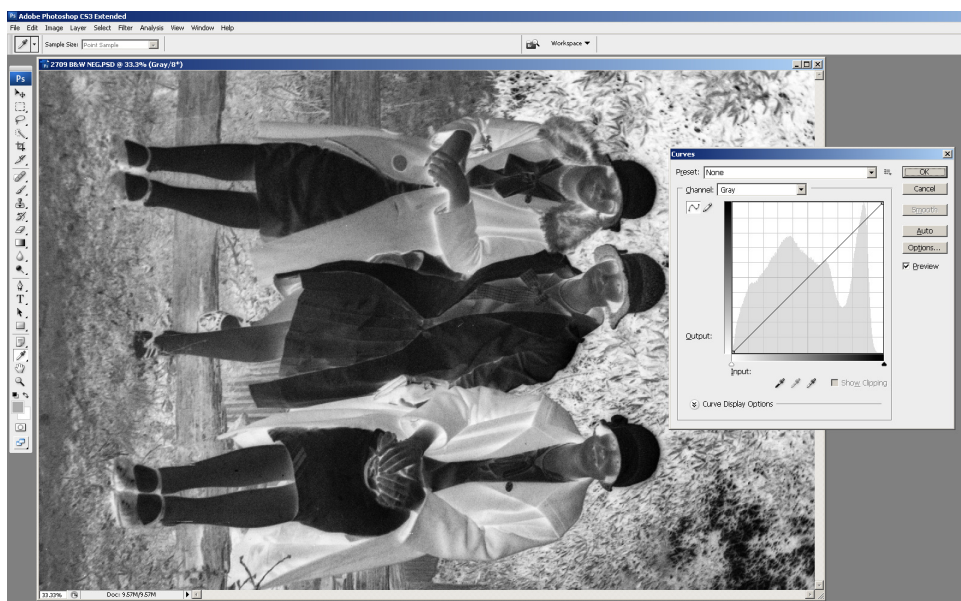 Adobe Photoshop CS3 Extended
File Edit Image Layer Select Filter Analysis View Window Help
Sample Size: Point Sample
Workspace
2709 B&W NEG.PSD @ 33.3% (Gray/8*)
Ps
T
33.33%
Doc: 9.57M/9.57M
Curves
Preset: None
Channel: Gray
Output:
Input:
Show Clipping
Curve Display Options
OK
Cancel
Smooth
Auto
Options...
Preview